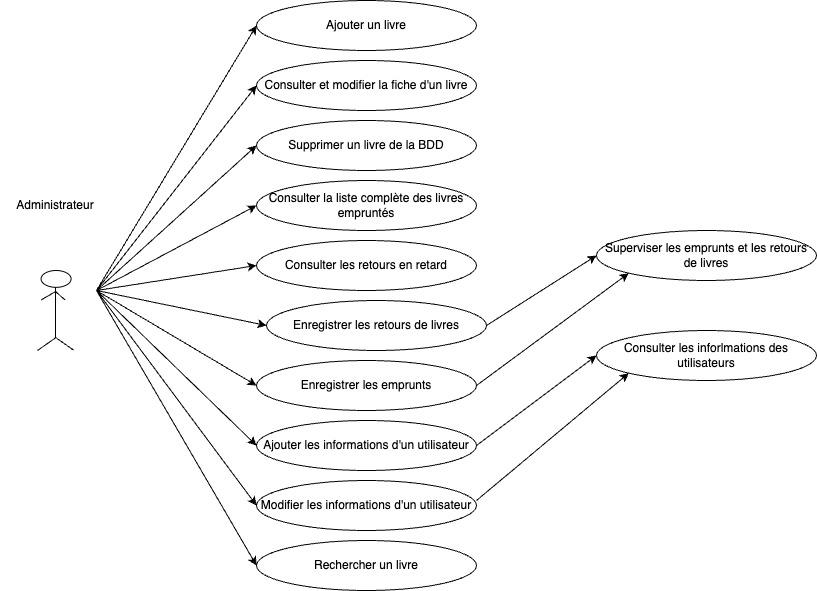 Ajouter un livre
Consulter et modifier la fiche d'un livre
Supprimer un livre de la BDD
Administrateur
Consulter la liste complète des livres
empruntés
Superviser les emprunts et les retours
de livres
Consulter les retours en retard
Enregistrer les retours de livres
Consulter les inforlmations des
utilisateurs
Enregistrer les emprunts
Ajouter les informations d'un utilisateur
Modifier les informations d'un utilisateur
Rechercher un livre